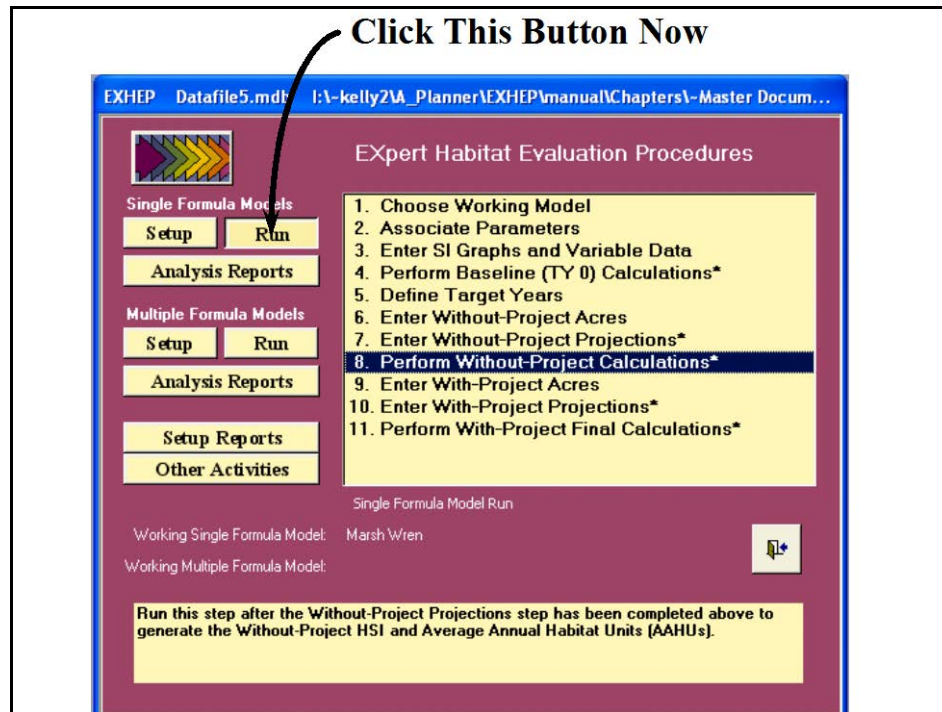 Click This Button Now
EXHEP Datafile5.mdb I:\~kelly2\A_Planner\EXHEP\manual\Chapters\~Master Docum...
EXpert Habitat Evaluation Procedures
Single Formula Models
Setup Run
Analysis Reports
Multiple Formula Models
Setup Run
Analysis Reports
Setup Reports
Other Activities
1. Choose Working Model
2. Associate Parameters
3. Enter SI Graphs and Variable Data
4. Perform Baseline (TY 0) Calculations*
5. Define Target Years
6. Enter Without-Project Acres
7. Enter Without-Project Projections*
8. Perform Without-Project Calculations*
9. Enter With-Project Acres
10. Enter With-Project Projections*
11. Perform With-Project Final Calculations*
Single Formula Model Run
Working Single Formula Model: Marsh Wren
Working Multiple Formula Model:
Run this step after the Without-Project Projections step has been completed above to
generate the Without-Project HSI and Average Annual Habitat Units (AAHUs).